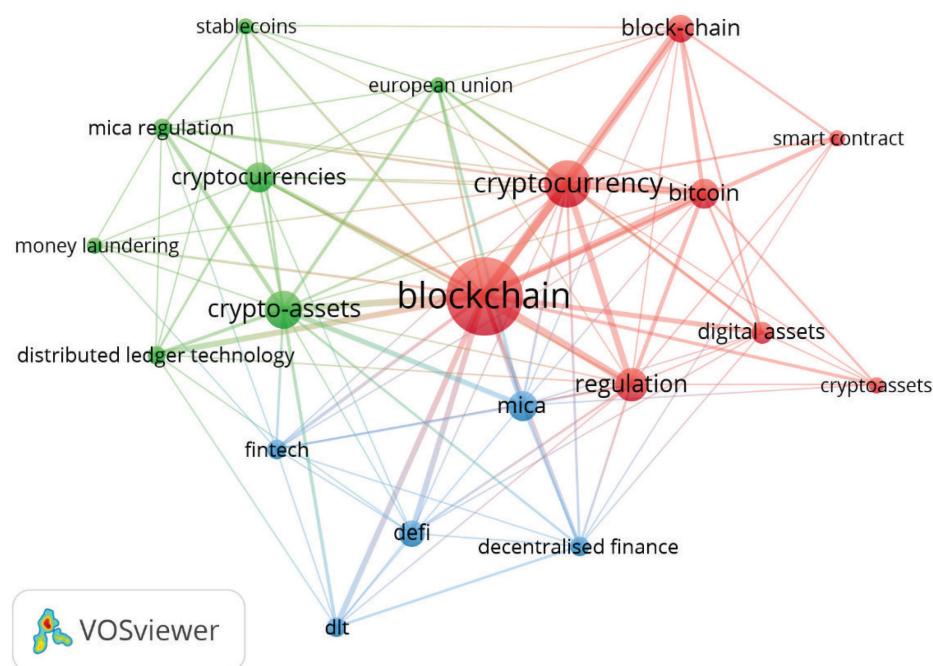 stablecoins
block-chain
european union
mica regulation
smart contract
cryptocurrencies
cryptocurrency
bitcoin
money laundering
blockchain
crypto-assets
digital assets
distributed ledger technology
regulation
cryptoassets
mica
fintech
defi
decentralised finance
dlt
VOSviewer